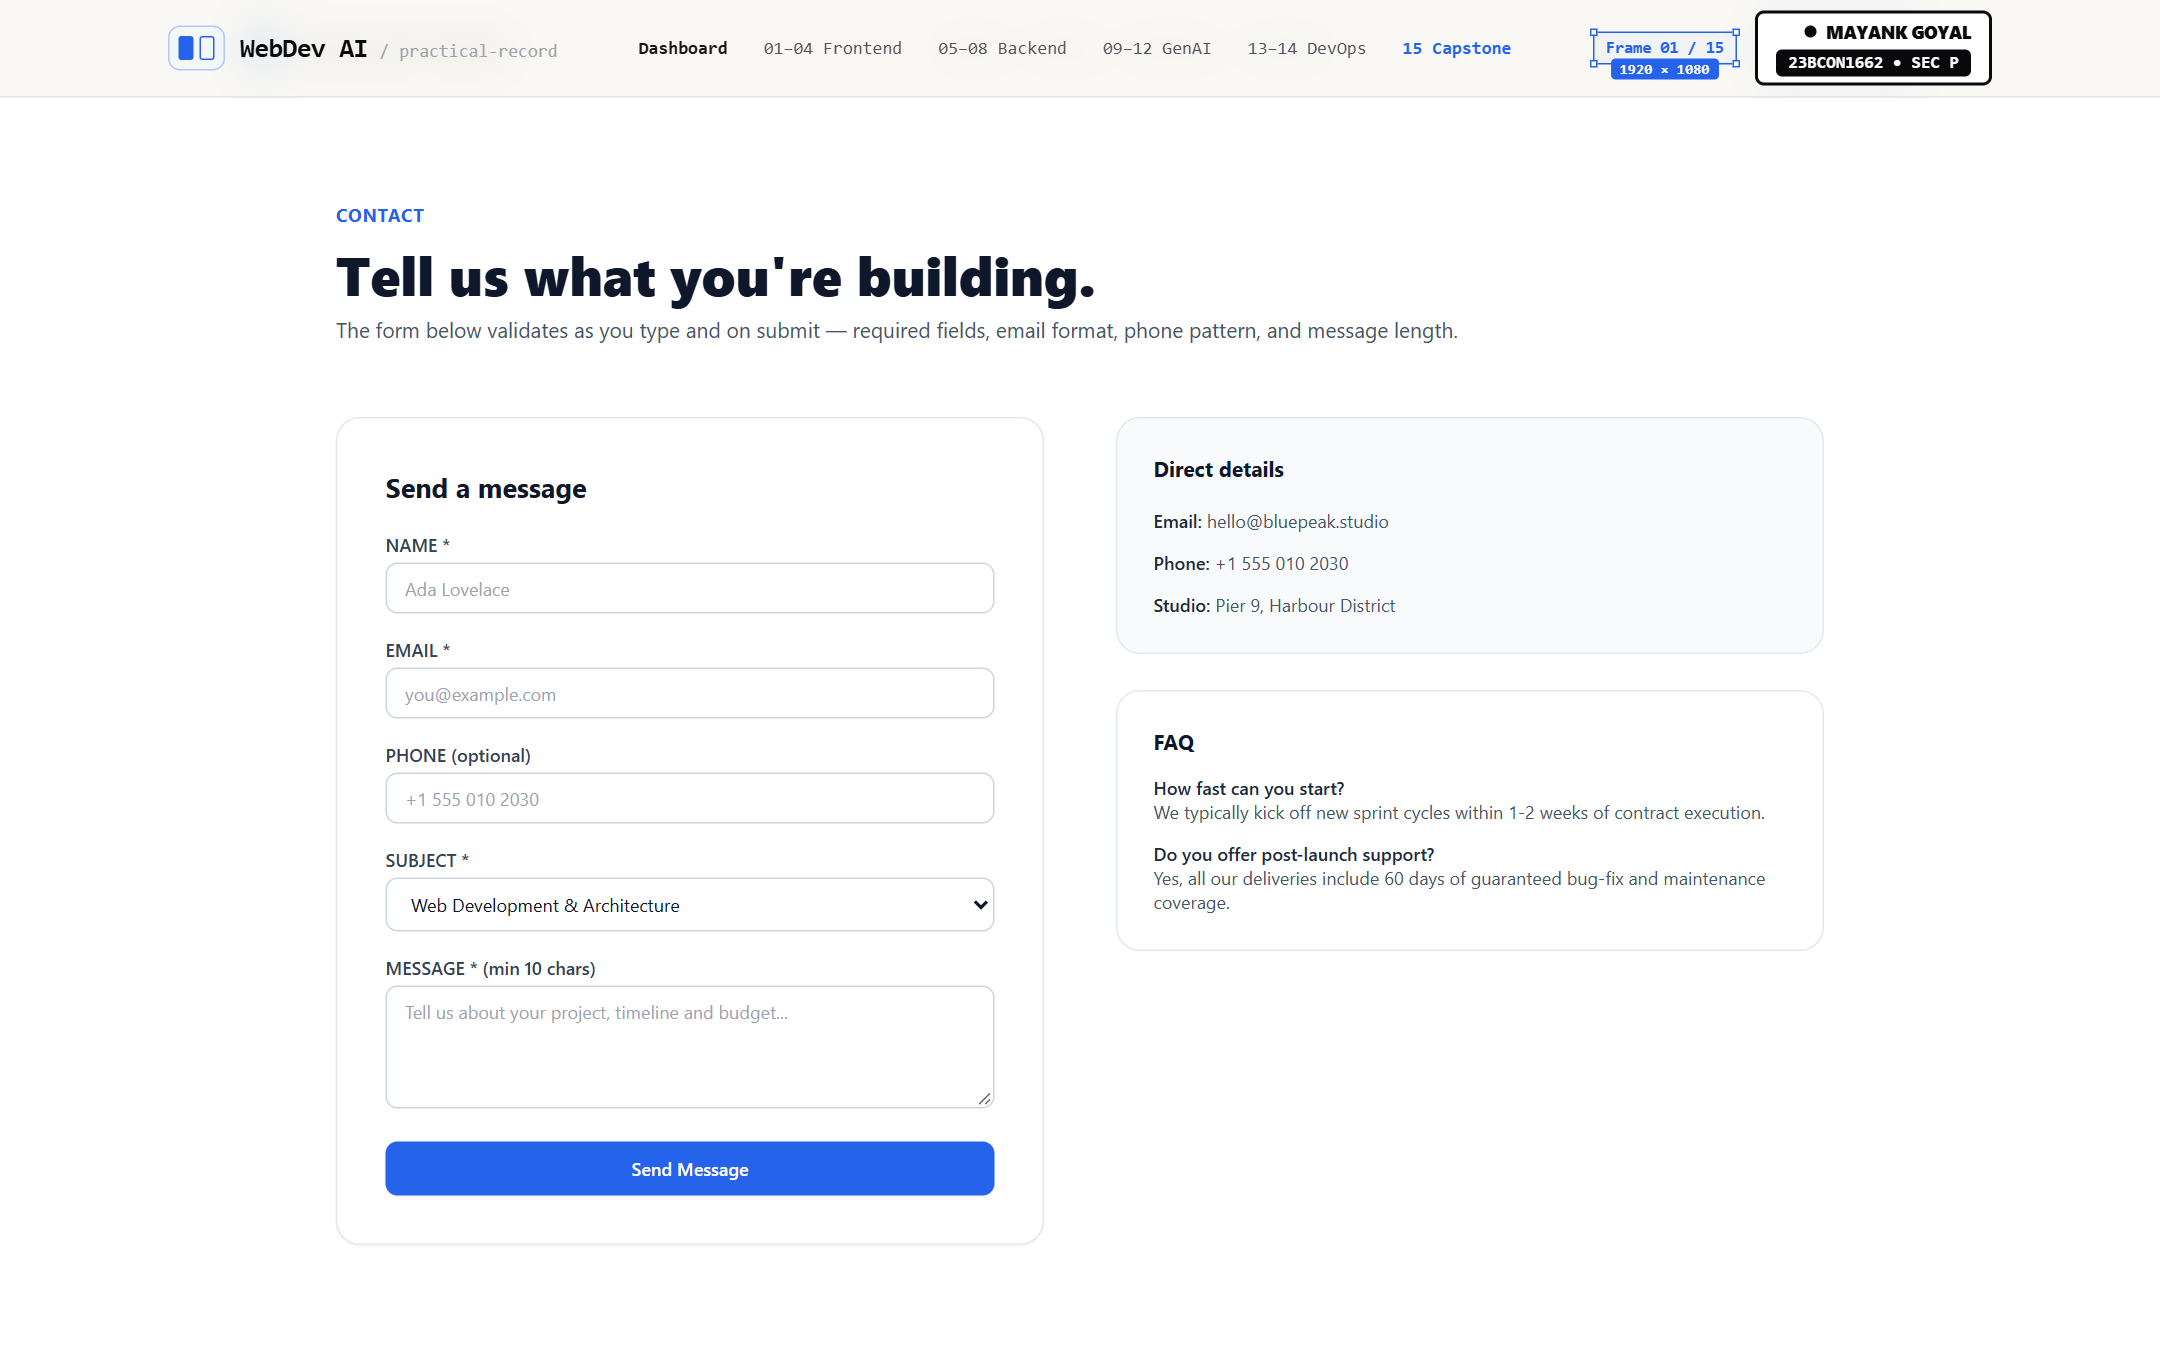 WebDev AI / practical-record
Dashboard
01–04 Frontend
05–08 Backend
09–12 GenAI
13–14 DevOps
15 Capstone
Frame 01 / 15
1920 × 1080
● MAYANK GOYAL
23BCON1662 • SEC P
CONTACT
Tell us what you're building.
The form below validates as you type and on submit — required fields, email format, phone pattern, and message length.
Send a message
NAME *
Ada Lovelace
EMAIL *
you@example.com
PHONE (optional)
+1 555 010 2030
SUBJECT *
Web Development & Architecture
MESSAGE * (min 10 chars)
Tell us about your project, timeline and budget...
Send Message
Direct details
Email: hello@bluepeak.studio
Phone: +1 555 010 2030
Studio: Pier 9, Harbour District
FAQ
How fast can you start?
We typically kick off new sprint cycles within 1-2 weeks of contract execution.
Do you offer post-launch support?
Yes, all our deliveries include 60 days of guaranteed bug-fix and maintenance
coverage.